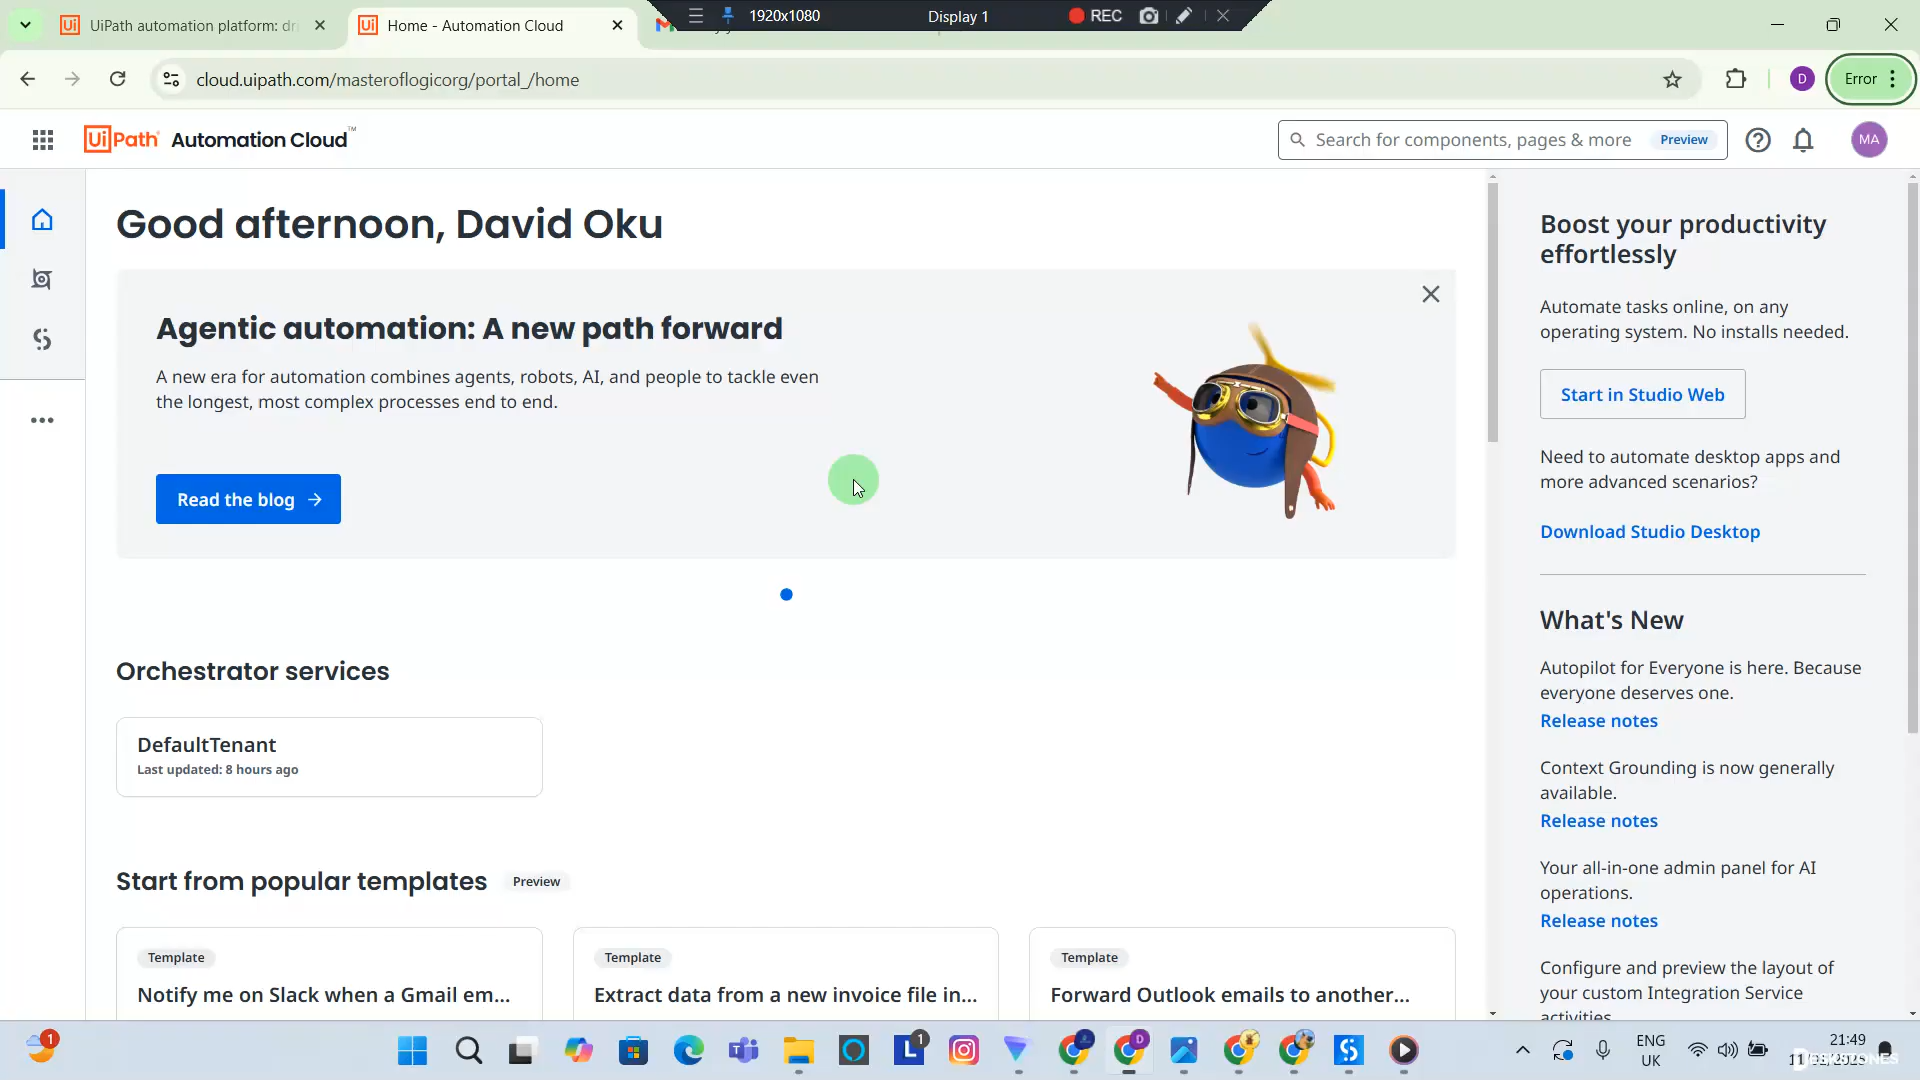 UiPath automation platform: dr
Home - Automation Cloud
1920x1080
Display 1
REC
cloud.uipath.com/masteroflogicorg/portal_/home
D
Error
UiPath Automation Cloud™
Search for components, pages & more
Preview
MA
Good afternoon, David Oku
Agentic automation: A new path forward
A new era for automation combines agents, robots, AI, and people to tackle even
the longest, most complex processes end to end.
Read the blog
Orchestrator services
DefaultTenant
Last updated: 8 hours ago
Start from popular templates
Preview
Template
Notify me on Slack when a Gmail em...
Template
Extract data from a new invoice file in...
Template
Forward Outlook emails to another...
Boost your productivity
effortlessly
Automate tasks online, on any
operating system. No installs needed.
Start in Studio Web
Need to automate desktop apps and
more advanced scenarios?
Download Studio Desktop
What's New
Autopilot for Everyone is here. Because
everyone deserves one.
Release notes
Context Grounding is now generally
available.
Release notes
Your all-in-one admin panel for AI
operations.
Release notes
Configure and preview the layout of
your custom Integration Service
activities.
1
1
D
ENG
UK
21:49